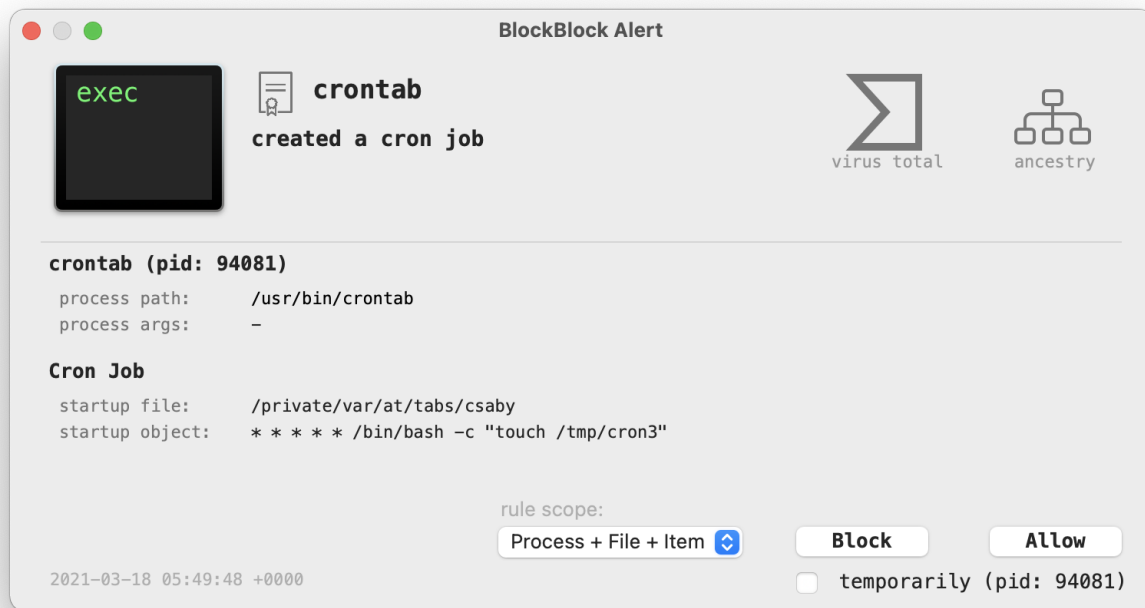 BlockBlock Alert
exec
crontab
created a cron job
virus total
ancestry
crontab (pid: 94081)
process path: /usr/bin/crontab
process args: –
Cron Job
startup file: /private/var/at/tabs/csaby
startup object: * * * * * /bin/bash -c "touch /tmp/cron3"
rule scope:
Process + File + Item
Block
Allow
2021-03-18 05:49:48 +0000
temporarily (pid: 94081)